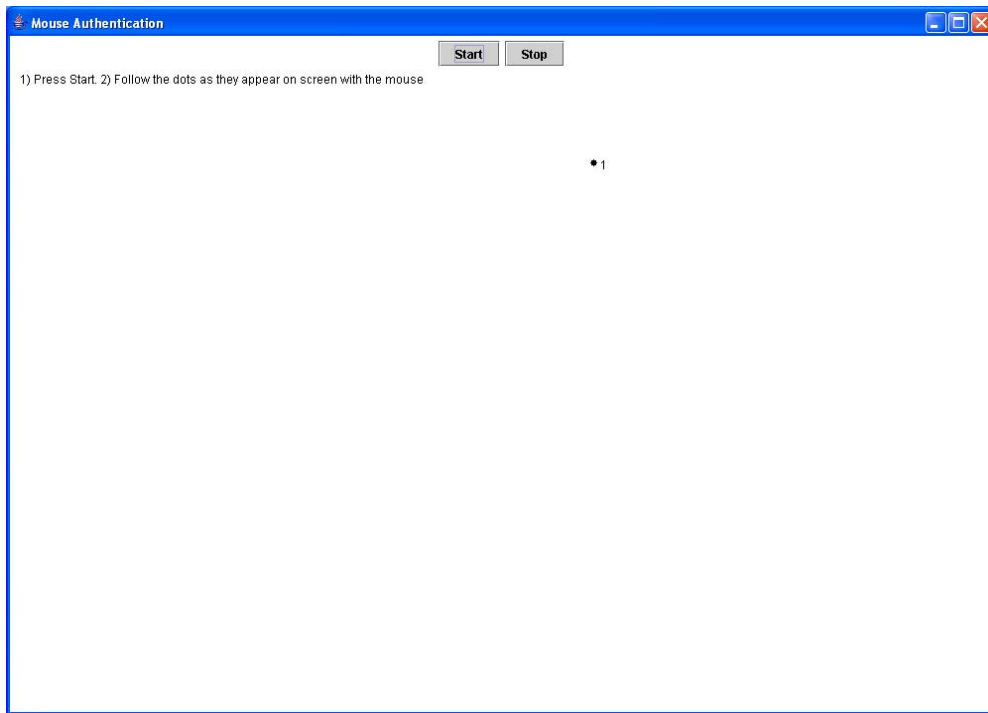 Mouse Authentication
Start Stop
1) Press Start. 2) Follow the dots as they appear on screen with the mouse
1